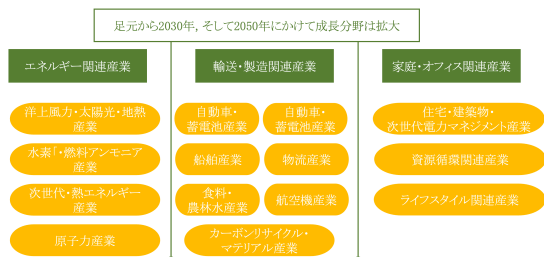 足元から2030年, そして2050年にかけて成長分野は拡大
エネルギー関連産業
洋上風力・太陽光・地熱
産業
水素「・燃料アンモニア
産業
次世代・熱エネルギー
産業
原子力産業
輸送・製造関連産業
自動車・
蓄電池産業
自動車・
蓄電池産業
船舶産業
物流産業
食料・
農林水産業
航空機産業
カーボンリサイクル・
マテリアル産業
家庭・オフィス関連産業
住宅・建築物・
次世代電力マネジメント産業
資源循環関連産業
ライフスタイル関連産業